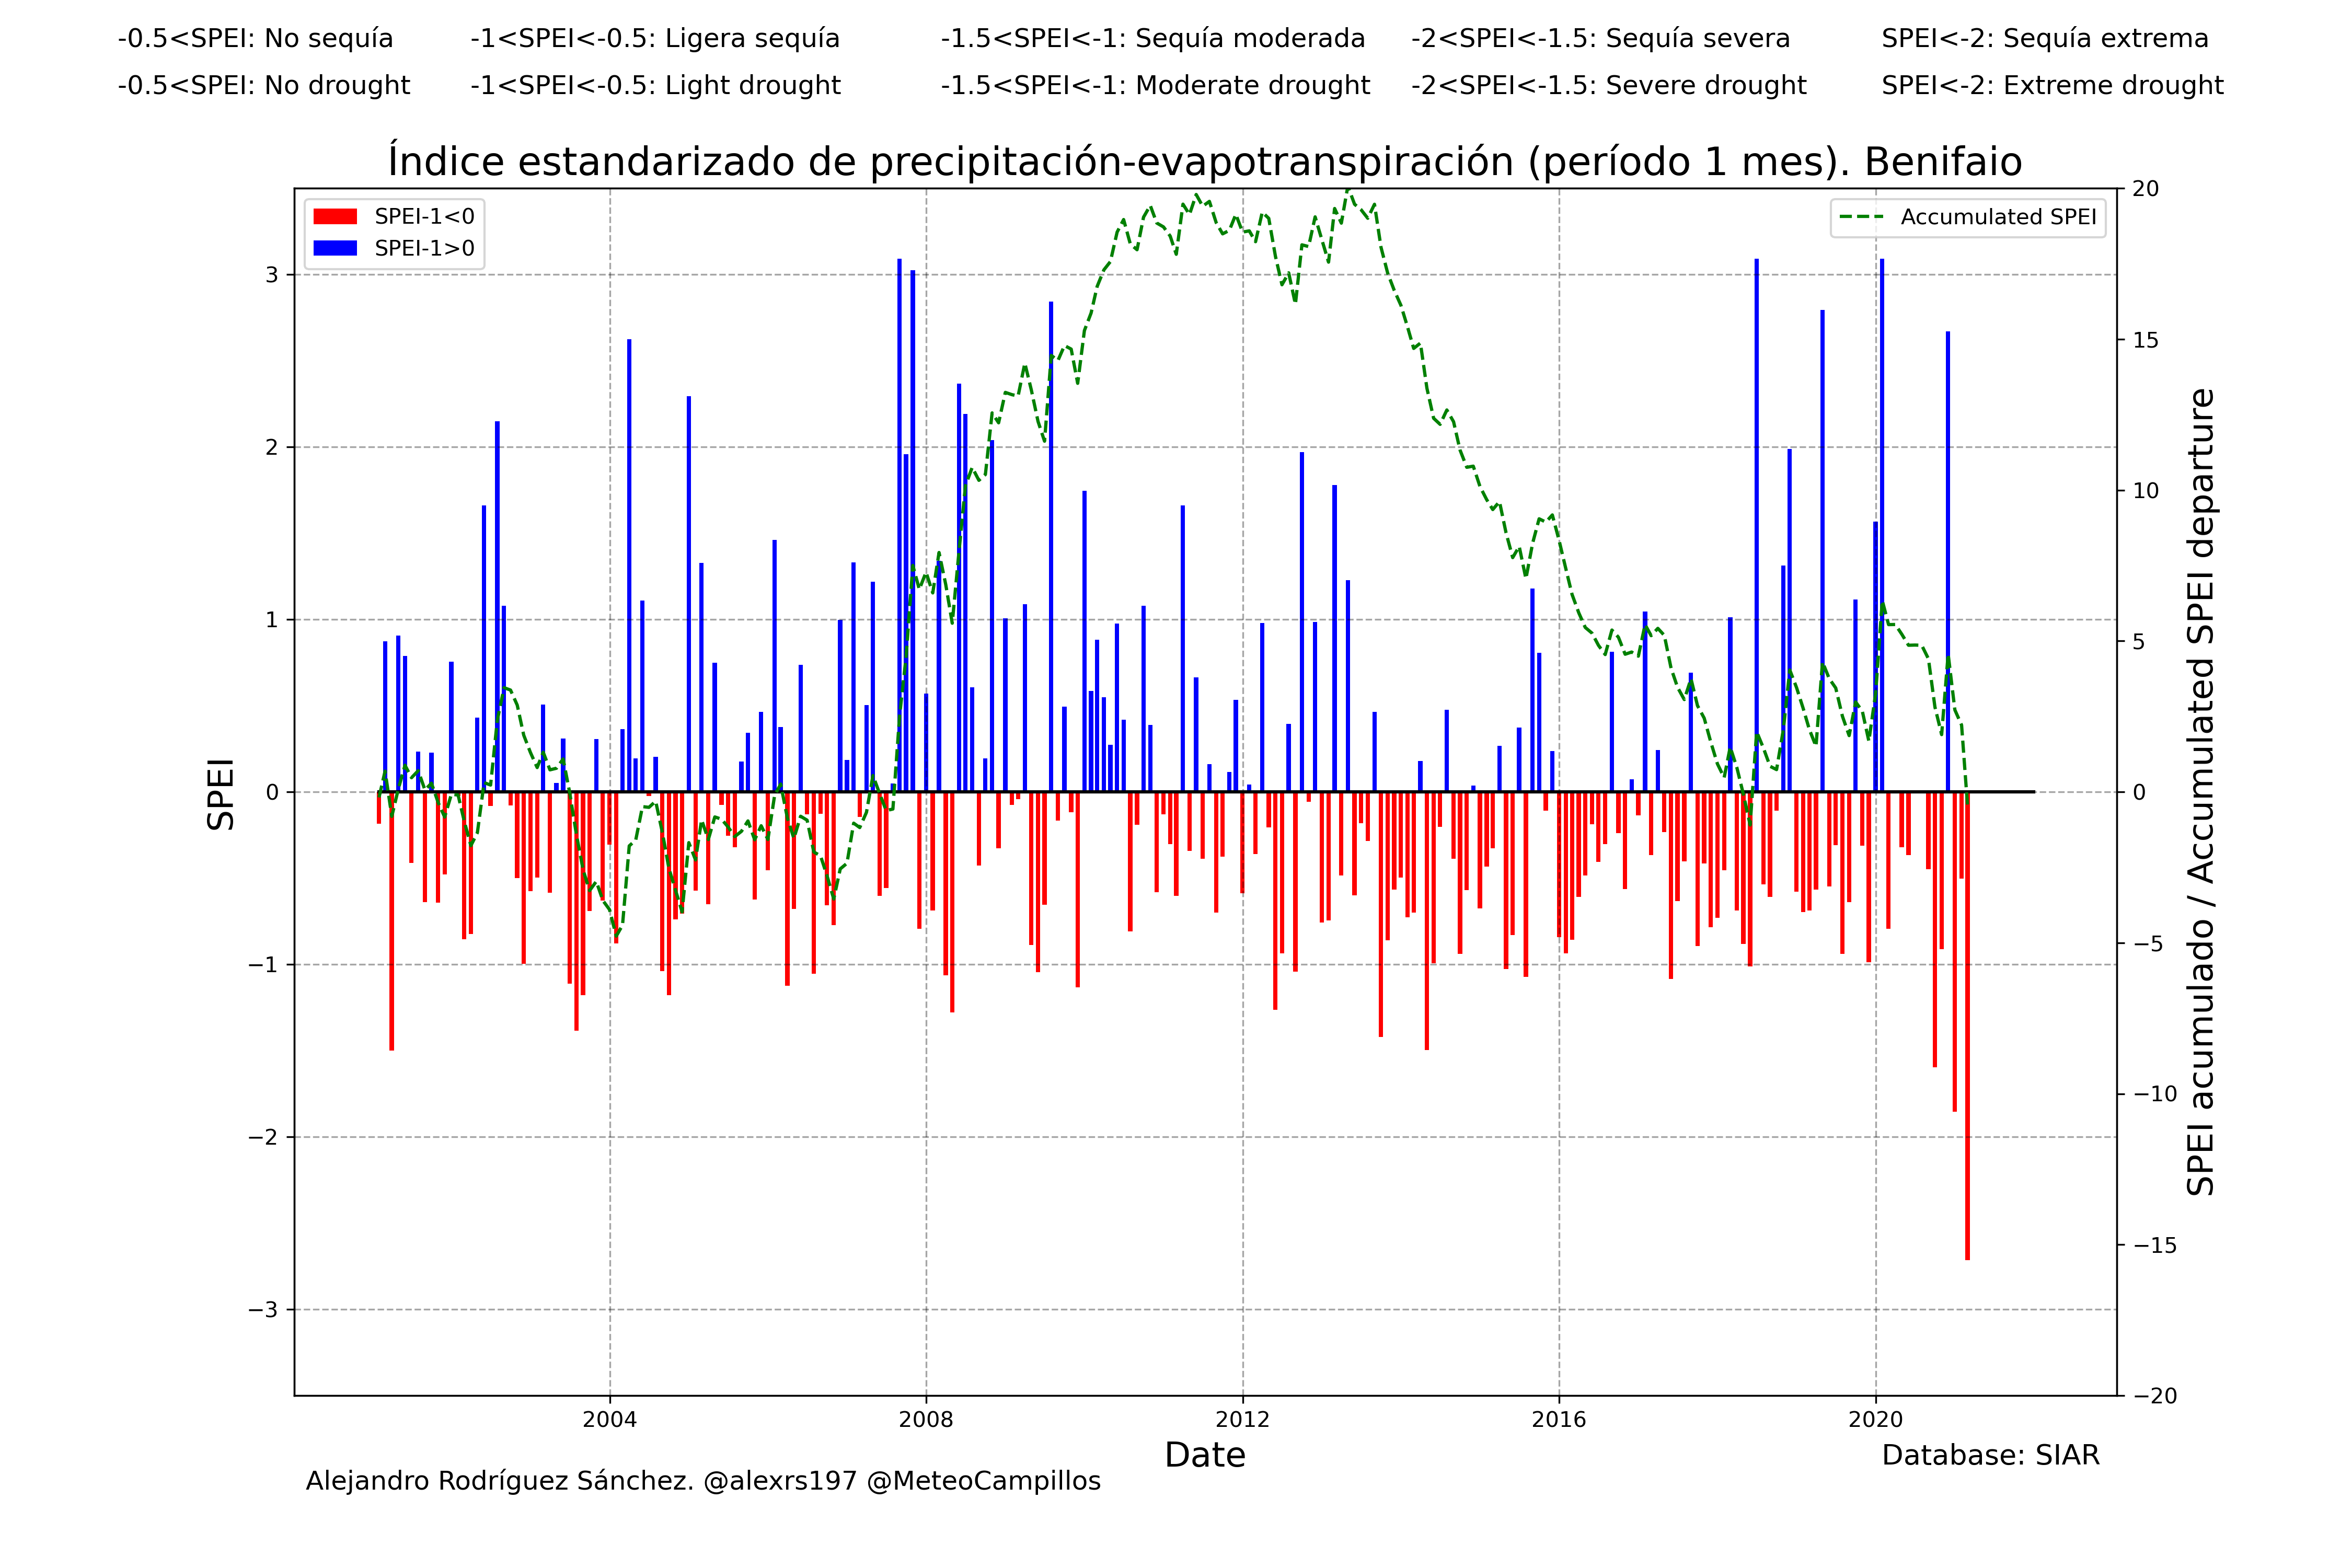 -0.5<SPEI: No sequía -1<SPEI<-0.5: Ligera sequía -1.5<SPEI<-1: Sequía moderada -2<SPEI<-1.5: Sequía severa SPEI<-2: Sequía extrema
-0.5<SPEI: No drought -1<SPEI<-0.5: Light drought -1.5<SPEI<-1: Moderate drought -2<SPEI<-1.5: Severe drought SPEI<-2: Extreme drought
Índice estandarizado de precipitación-evapotranspiración (período 1 mes). Benifaio
SPEI-1<0
SPEI-1>0
Accumulated SPEI
SPEI
3
2
1
0
−1
−2
−3
20
15
10
5
0
−5
−10
−15
−20
SPEI acumulado / Accumulated SPEI departure
2004 2008 2012 2016 2020
Date
Database: SIAR
Alejandro Rodríguez Sánchez. @alexrs197 @MeteoCampillos